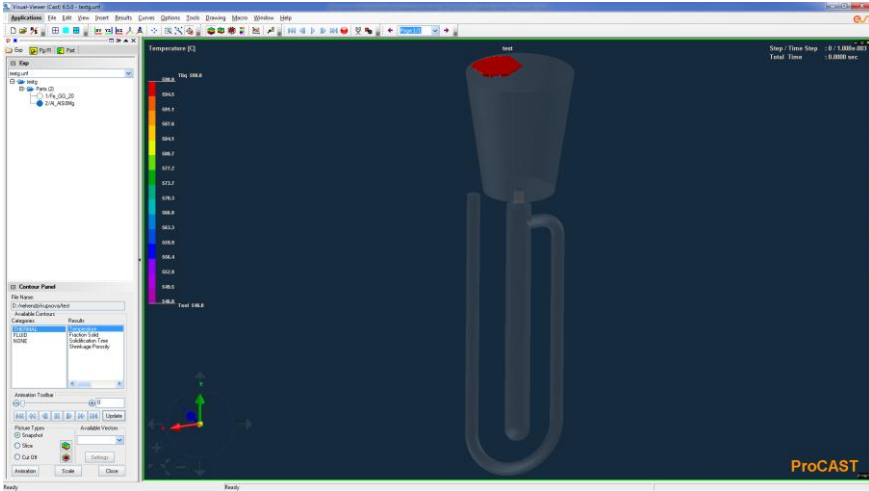 Visual-Viewer (Cast) 6.5.0 - testg.unf
Applications File Edit View Insert Results Curves Options Tools Drawing Macro Window Help
Page 1/1
Exp Part
Exp
testg.unf
testg
Parts (2)
1/Fe_GG_20
2/Al_AlSi8Mg
Contour Panel
File Name
Available Contours
Categories Results
THERMAL Temperature
FLUID Fraction Solid
NONE Solidification Time
Shrinkage Porosity
Animation Toolbar
0
Update
Picture Types Available Vectors
Snapshot
Slice
Cut Off Settings
Animation Scale Close
Ready Ready
Temperature [C]
test
Step / Time Step : 0 / 1.000e-003
Total Time : 0.0000 sec
Tliq 598.0
598.0
594.5
591.1
587.6
584.1
580.7
577.2
573.7
570.3
566.8
563.3
559.9
556.4
552.9
549.5
546.0
Tsol 546.0
ProCAST